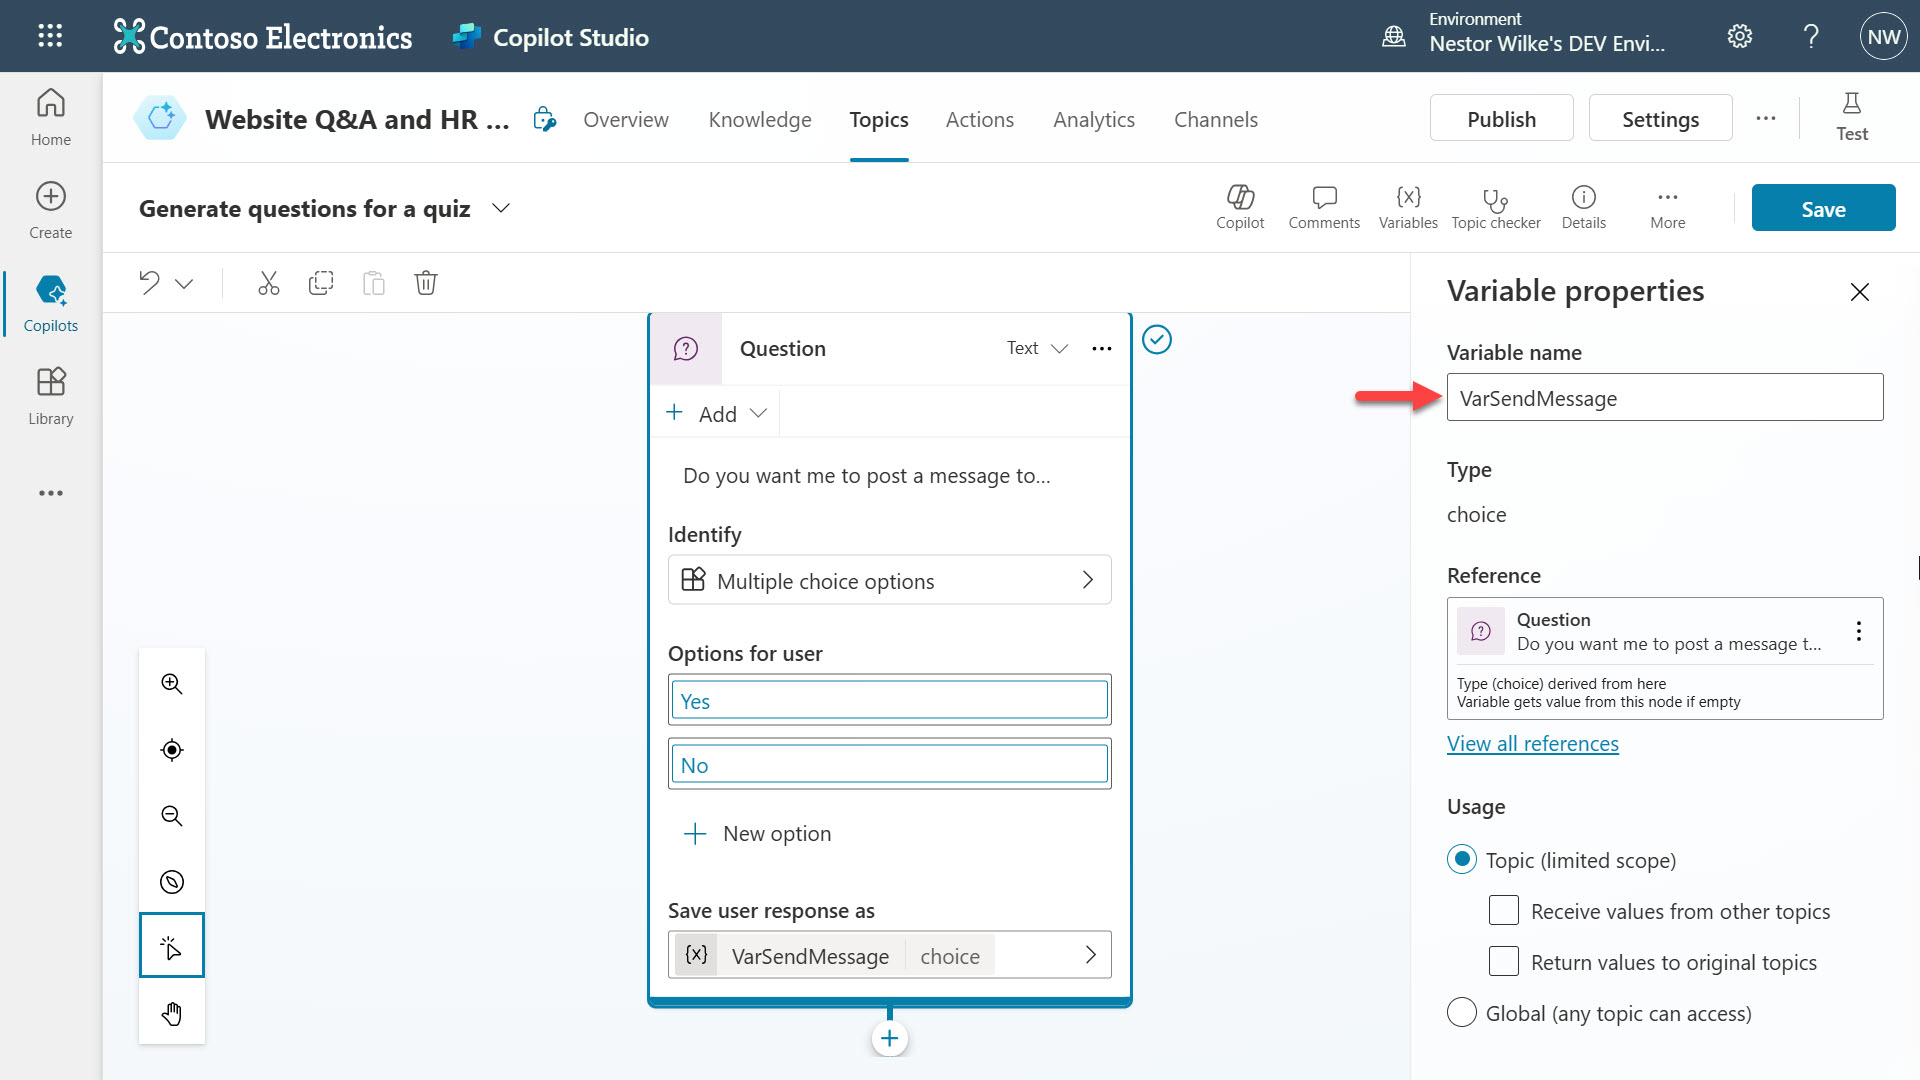 Contoso Electronics
Copilot Studio
Environment
Nestor Wilke's DEV Envi...
NW
Home
Create
Copilots
Library
Website Q&A and HR ...
Overview
Knowledge
Topics
Actions
Analytics
Channels
Publish
Settings
Test
Generate questions for a quiz
Copilot
Comments
Variables
Topic checker
Details
More
Save
Question
Text
Add
Do you want me to post a message to...
Identify
Multiple choice options
Options for user
Yes
No
New option
Save user response as
{x} VarSendMessage choice
Variable properties
Variable name
VarSendMessage
Type
choice
Reference
Question
Do you want me to post a message t...
Type (choice) derived from here
Variable gets value from this node if empty
View all references
Usage
Topic (limited scope)
Receive values from other topics
Return values to original topics
Global (any topic can access)